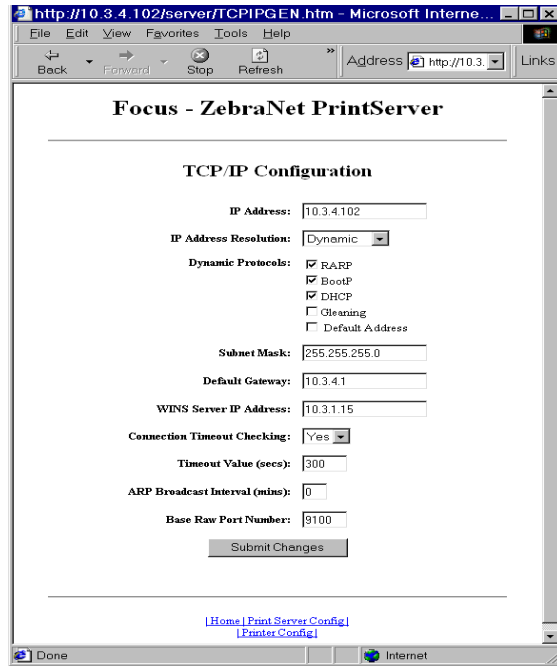 http://10.3.4.102/server/TCPIPGEN.htm - Microsoft Interne...
File Edit View Favorites Tools Help
Back Forward Stop Refresh » Address http://10.3. Links
Focus - ZebraNet PrintServer
TCP/IP Configuration
IP Address: 10.3.4.102
IP Address Resolution: Dynamic
Dynamic Protocols: RARP
BootP
DHCP
Gleaning
Default Address
Subnet Mask: 255.255.255.0
Default Gateway: 10.3.4.1
WINS Server IP Address: 10.3.1.15
Connection Timeout Checking: Yes
Timeout Value (secs): 300
ARP Broadcast Interval (mins): 0
Base Raw Port Number: 9100
Submit Changes
| Home | Print Server Config |
| Printer Config |
Done Internet